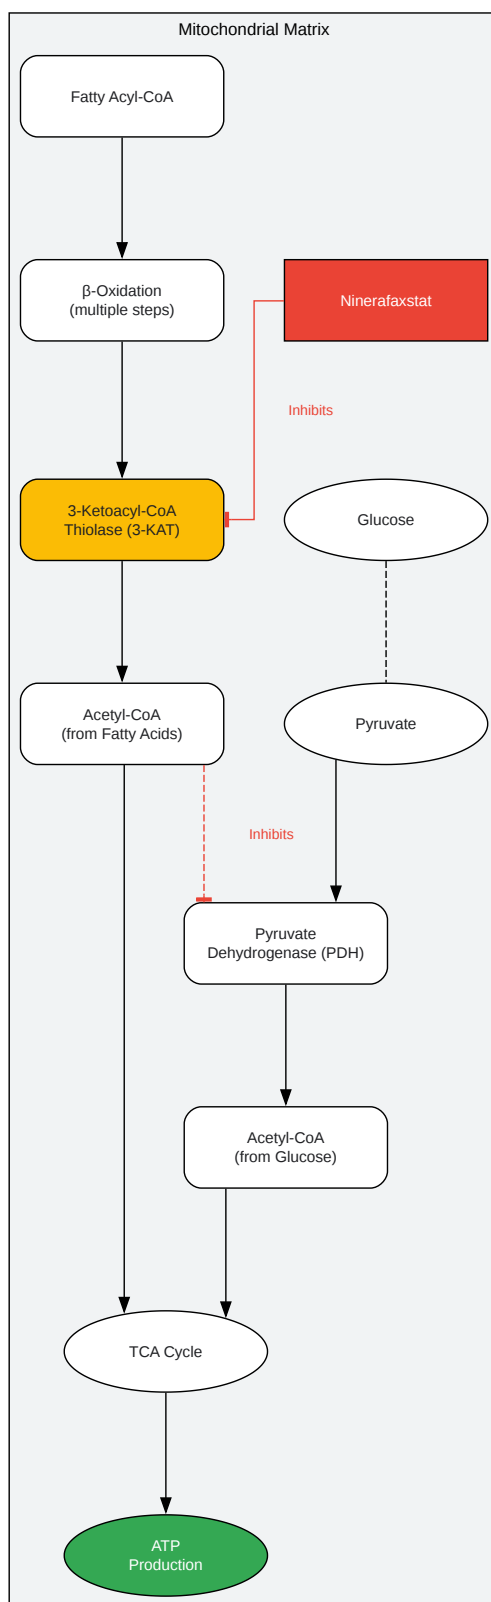 Mitochondrial Matrix
Fatty Acyl-CoA
β-Oxidation
(multiple steps)
Ninerafaxstat
Inhibits
3-Ketoacyl-CoA
Thiolase (3-KAT)
Glucose
Acetyl-CoA
(from Fatty Acids)
Pyruvate
Inhibits
Pyruvate
Dehydrogenase (PDH)
Acetyl-CoA
(from Glucose)
TCA Cycle
ATP
Production